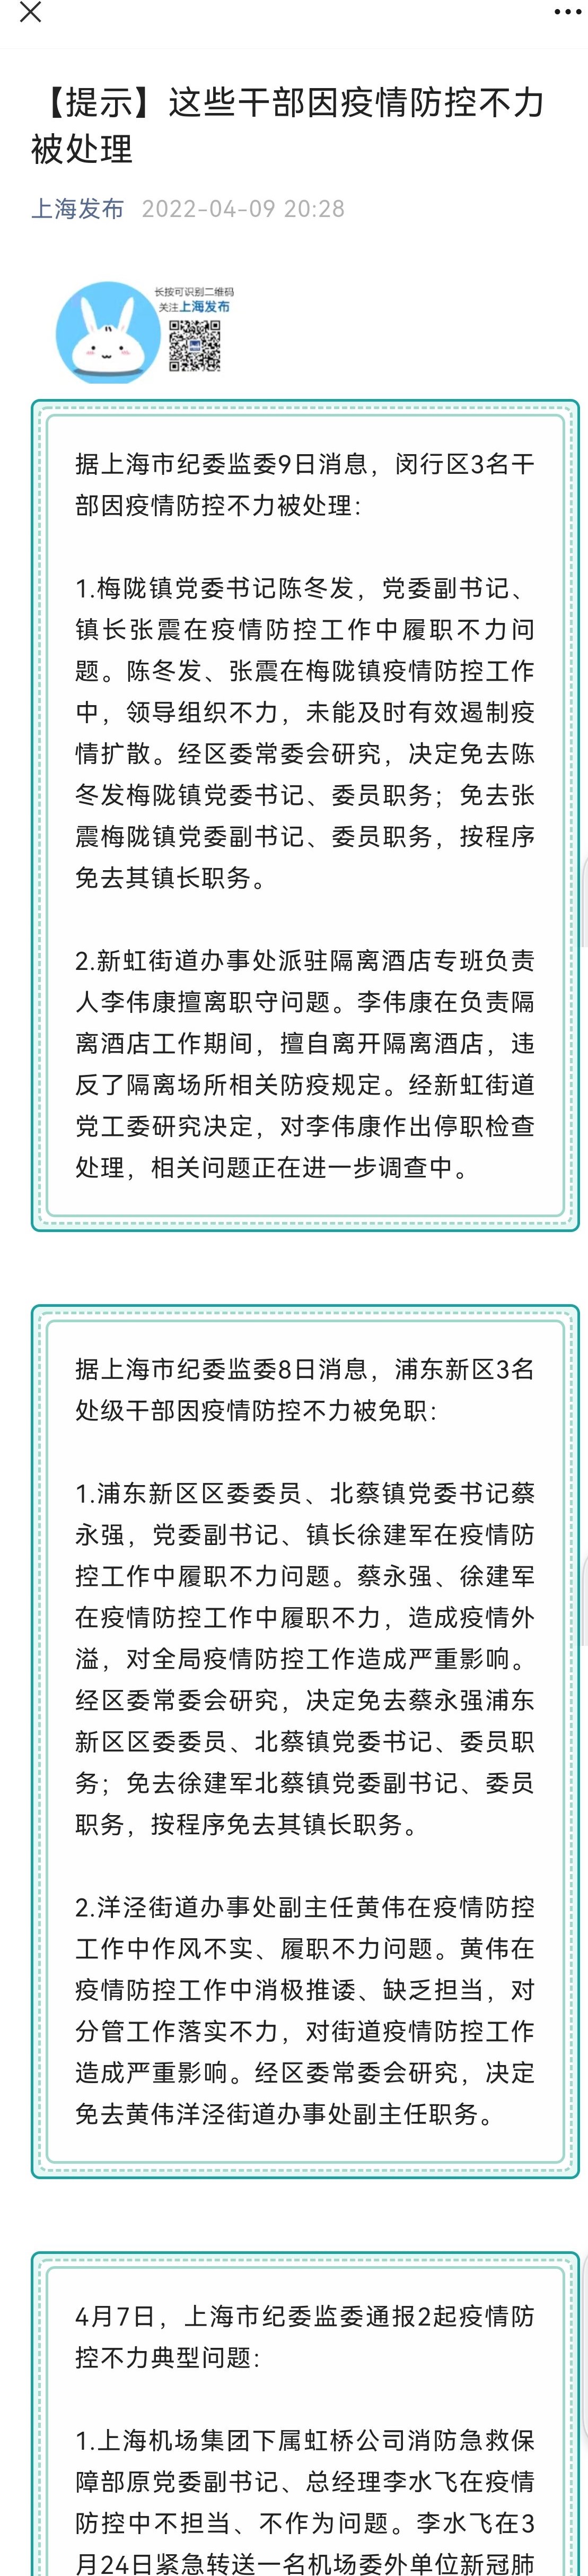 【提示】这些干部因疫情防控不力
被处理
上海发布 2022-04-09 20:28
长按可识别二维码
关注上海发布
据上海市纪委监委9日消息，闵行区3名干
部因疫情防控不力被处理：
1.梅陇镇党委书记陈冬发，党委副书记、
镇长张震在疫情防控工作中履职不力问
题。陈冬发、张震在梅陇镇疫情防控工作
中，领导组织不力，未能及时有效遏制疫
情扩散。经区委常委会研究，决定免去陈
冬发梅陇镇党委书记、委员职务；免去张
震梅陇镇党委副书记、委员职务，按程序
免去其镇长职务。
2.新虹街道办事处派驻隔离酒店专班负责
人李伟康擅离职守问题。李伟康在负责隔
离酒店工作期间，擅自离开隔离酒店，违
反了隔离场所相关防疫规定。经新虹街道
党工委研究决定，对李伟康作出停职检查
处理，相关问题正在进一步调查中。
据上海市纪委监委8日消息，浦东新区3名
处级干部因疫情防控不力被免职：
1.浦东新区区委委员、北蔡镇党委书记蔡
永强，党委副书记、镇长徐建军在疫情防
控工作中履职不力问题。蔡永强、徐建军
在疫情防控工作中履职不力，造成疫情外
溢，对全局疫情防控工作造成严重影响。
经区委常委会研究，决定免去蔡永强浦东
新区区委委员、北蔡镇党委书记、委员职
务；免去徐建军北蔡镇党委副书记、委员
职务，按程序免去其镇长职务。
2.洋泾街道办事处副主任黄伟在疫情防控
工作中作风不实、履职不力问题。黄伟在
疫情防控工作中消极推诿、缺乏担当，对
分管工作落实不力，对街道疫情防控工作
造成严重影响。经区委常委会研究，决定
免去黄伟洋泾街道办事处副主任职务。
4月7日，上海市纪委监委通报2起疫情防
控不力典型问题：
1.上海机场集团下属虹桥公司消防急救保
障部原党委副书记、总经理李水飞在疫情
防控中不担当、不作为问题。李水飞在3
月24日紧急转送一名机场委外单位新冠肺